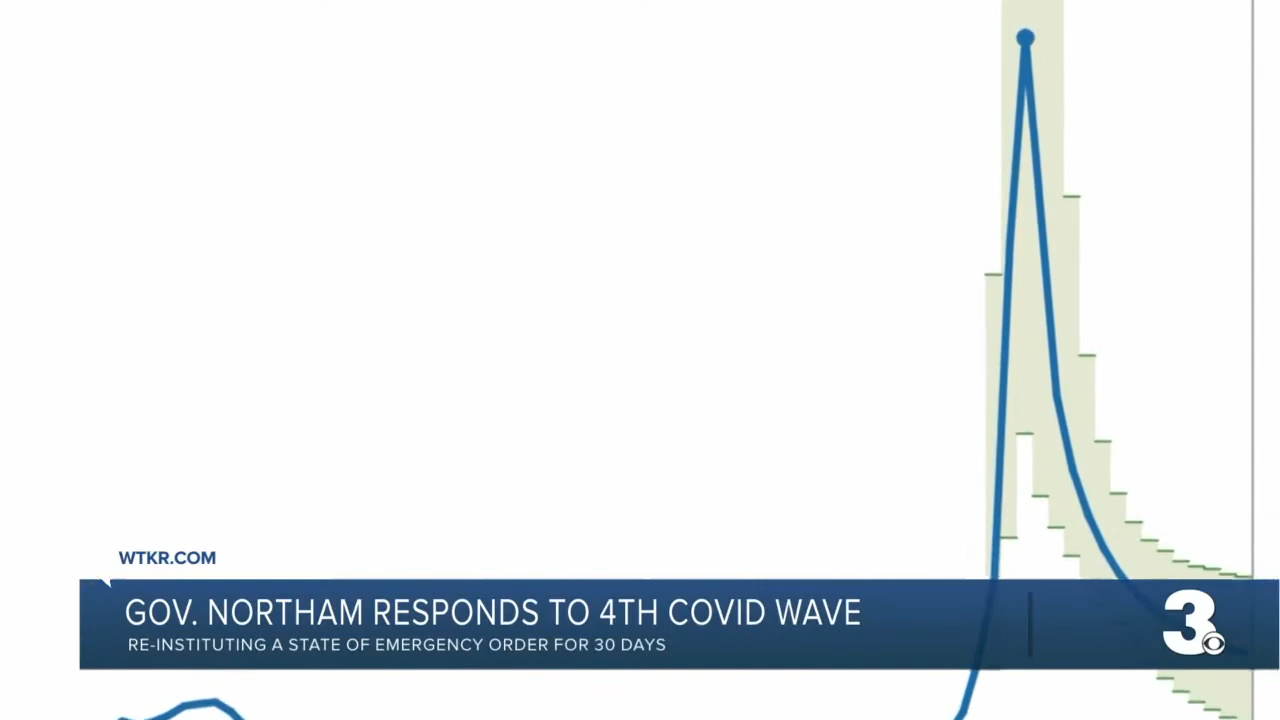 WTKR.COM
GOV. NORTHAM RESPONDS TO 4TH COVID WAVE
RE-INSTITUTING A STATE OF EMERGENCY ORDER FOR 30 DAYS
3